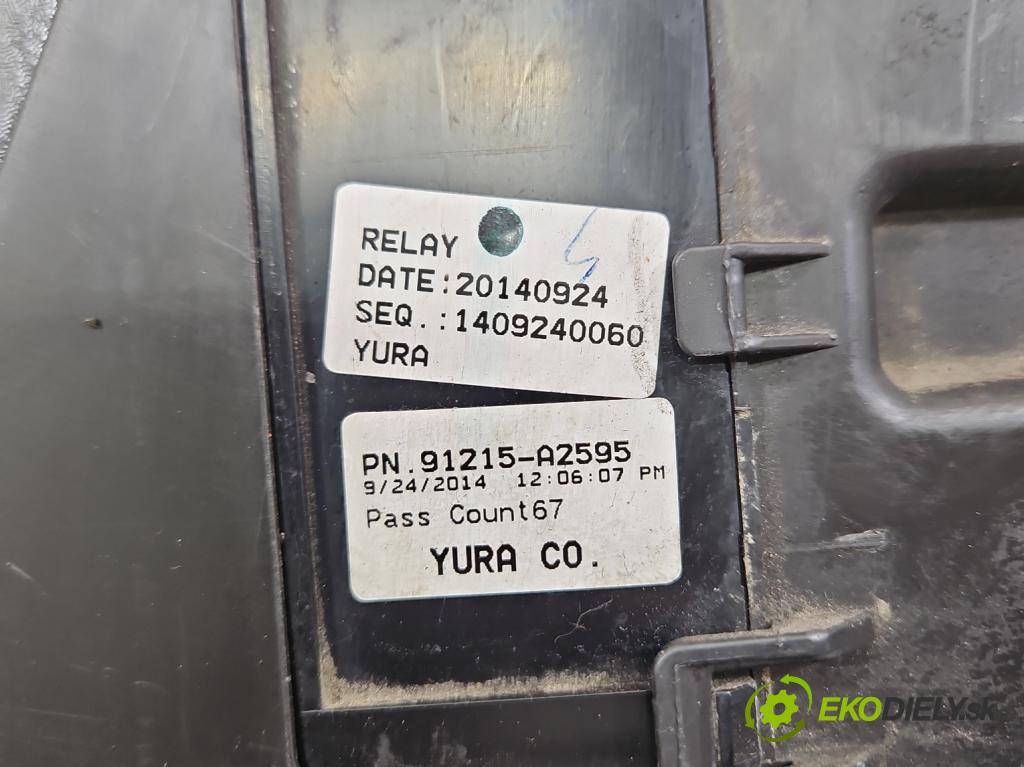 RELAY
DATE:20140924
SEQ.:1409240060
YURA
PN.91215-A2595
9/24/2014 12:06:07 PM
Pass Count67
YURA CO.
EKODIELY.sk